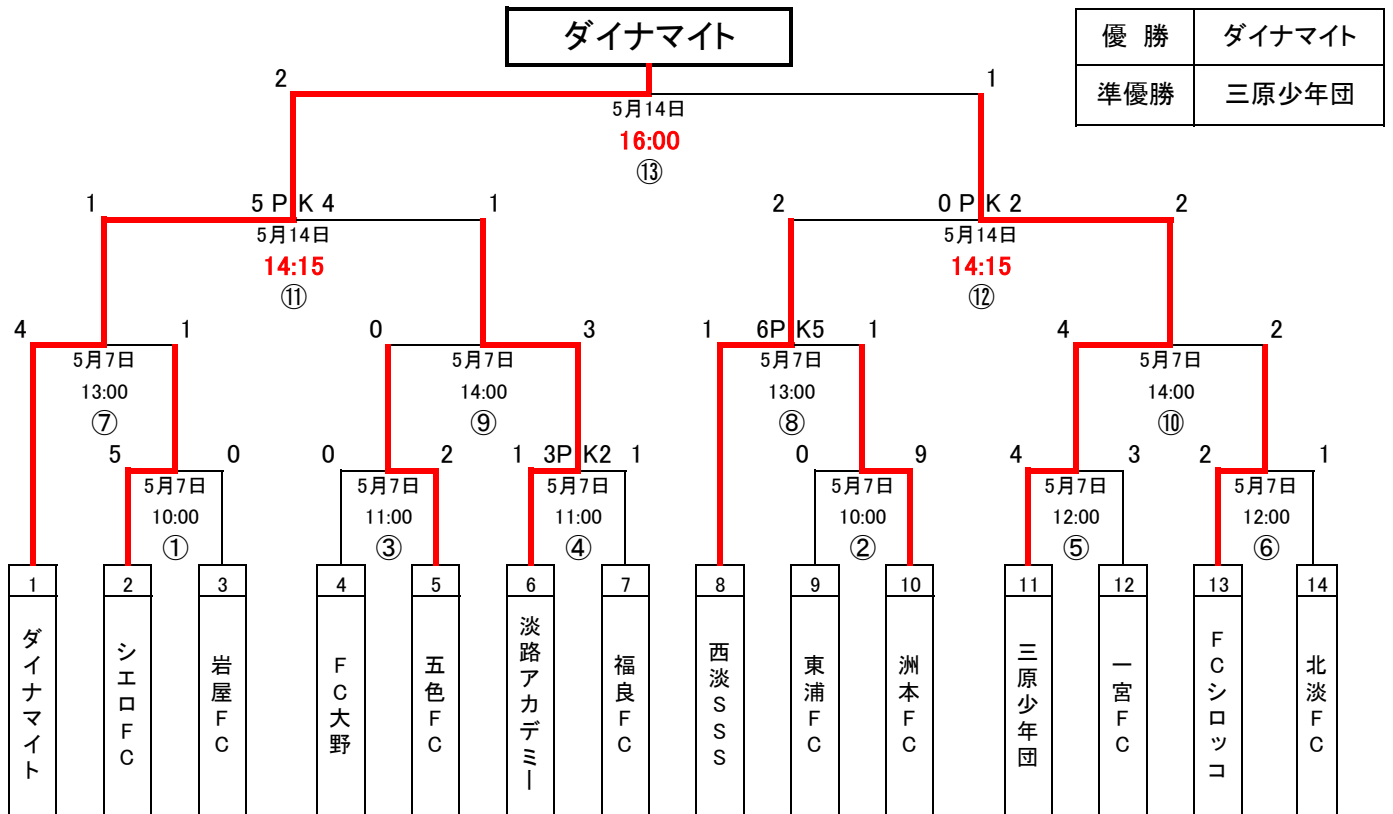 ダイナマイト
優 勝 ダイナマイト
準優勝 三原少年団
2 1
5月14日
16:00
⑬
1 5 P K 4 1
5月14日
14:15
⑪
2 0 P K 2 2
5月14日
14:15
⑫
4 1
5月7日
13:00
⑦
0 3
5月7日
14:00
⑨
1 6P K5 1
5月7日
13:00
⑧
4 2
5月7日
14:00
⑩
5 0
5月7日
10:00
①
0 2
5月7日
11:00
③
1 3P K2 1
5月7日
11:00
④
0 9
5月7日
10:00
②
4 3
5月7日
12:00
⑤
2 1
5月7日
12:00
⑥
1 ダイナマイト
2 シエロFC
3 岩屋FC
4 FC大野
5 五色FC
6 淡路アカデミー
7 福良FC
8 西淡SSS
9 東浦FC
10 洲本FC
11 三原少年団
12 一宮FC
13 FCシロッコ
14 北淡FC